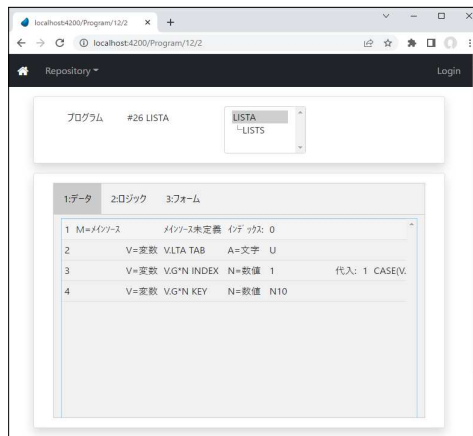 localhost:4200/Program/12/2
localhost:4200/Program/12/2
Repository
Login
プログラム #26 LISTA
LISTA
└LISTS
1:データ 2:ロジック 3:フォーム
1 M=メインソース メインソース未定義 インデックス: 0
2 V=変数 V.LTA TAB A=文字 U
3 V=変数 V.G*N INDEX N=数値 1 代入: 1 CASE(V.
4 V=変数 V.G*N KEY N=数値 N10